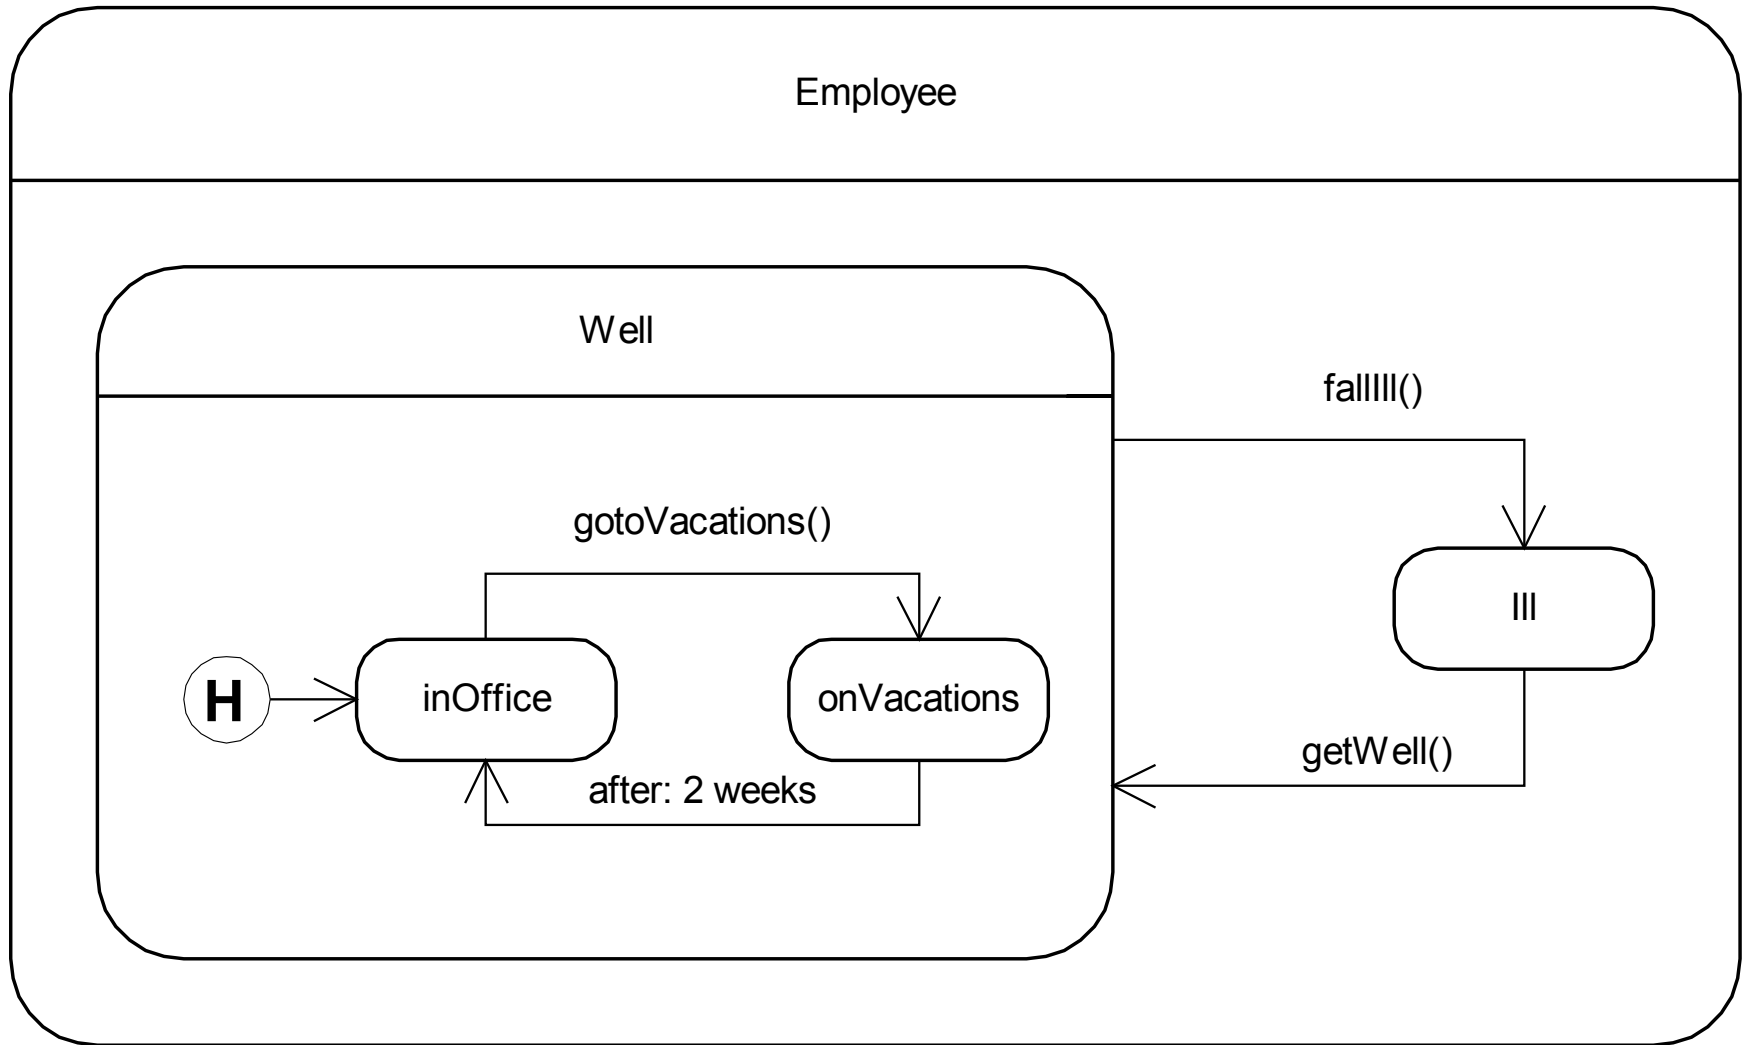 Employee
Well
fallIll()
gotoVacations()
Ill
H
inOffice
onVacations
getWell()
after: 2 weeks